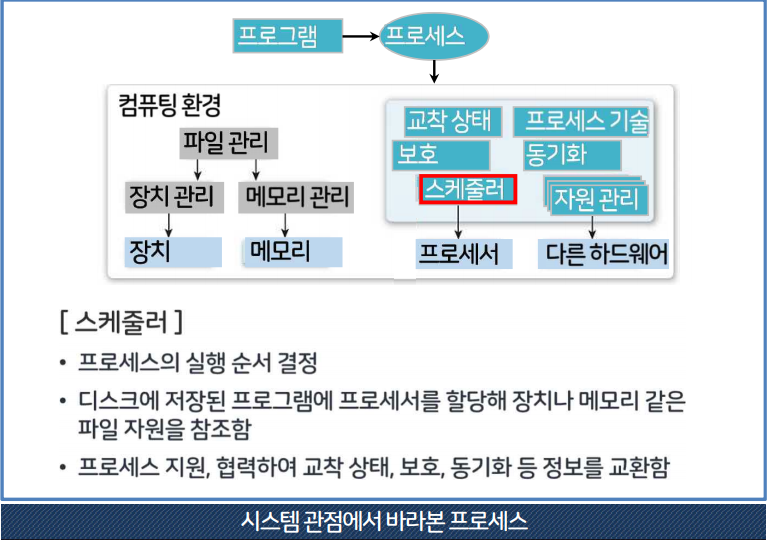 프로그램
프로세스
컴퓨팅 환경
파일 관리
장치 관리
메모리 관리
장치
메모리
교착 상태
프로세스 기술
보호
동기화
스케줄러
자원 관리
프로세서
다른 하드웨어
[ 스케줄러 ]
• 프로세스의 실행 순서 결정
• 디스크에 저장된 프로그램에 프로세서를 할당해 장치나 메모리 같은
파일 자원을 참조함
• 프로세스 지원, 협력하여 교착 상태, 보호, 동기화 등 정보를 교환함
시스템 관점에서 바라본 프로세스